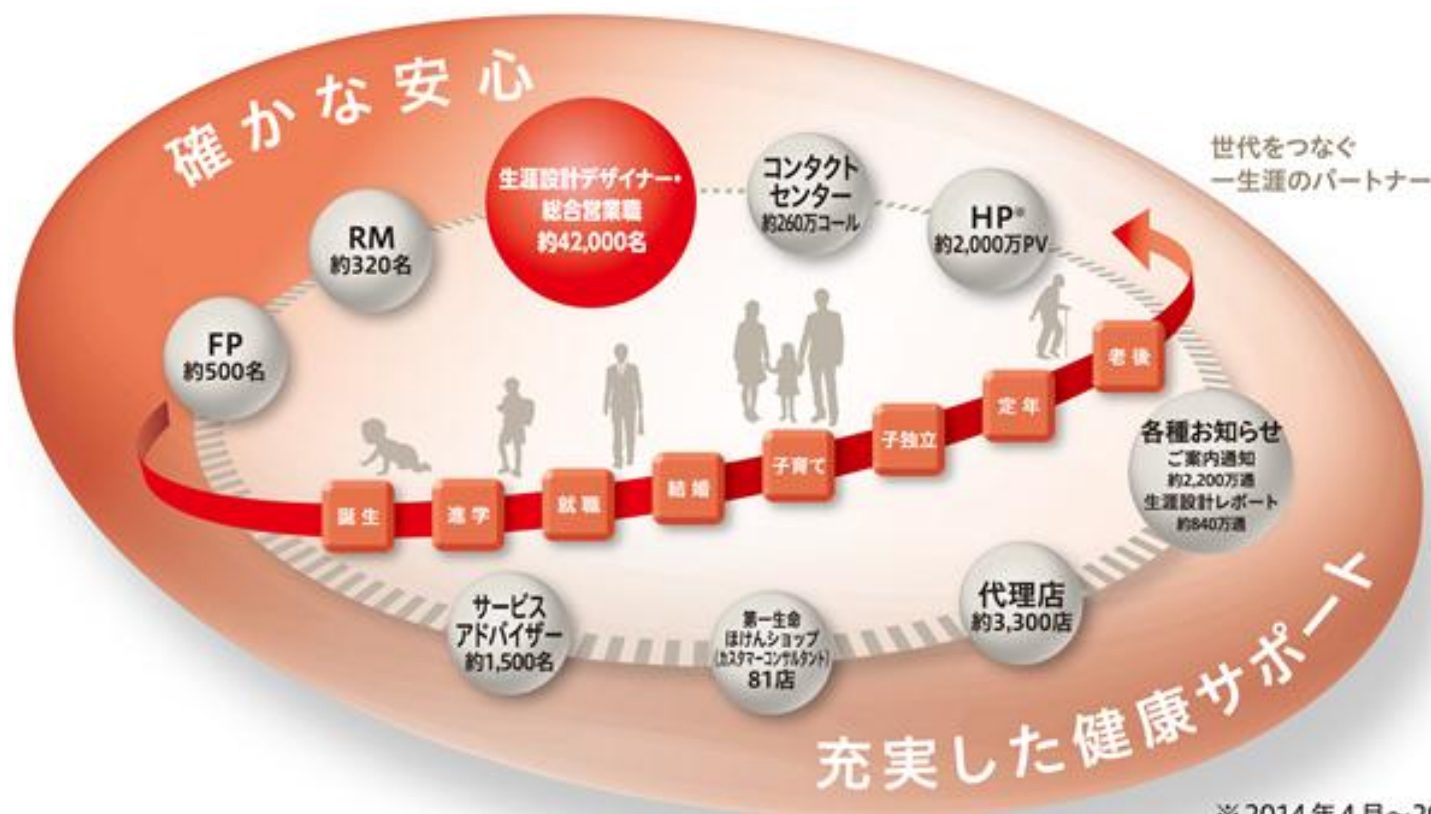 確かな安心
世代をつなぐ
一生涯のパートナー
生涯設計デザイナー・
総合営業職
約42,000名
コンタクト
センター
約260万コール
HP※
約2,000万PV
RM
約320名
FP
約500名
各種お知らせ
ご案内通知
約2,200万通
生涯設計レポート
約840万通
誕生
進学
就職
結婚
子育て
子独立
定年
老後
サービス
アドバイザー
約1,500名
第一生命
ほけんショップ
(カスタマーコンサルタント)
81店
代理店
約3,300店
充実した健康サポート
※2014年4月～20